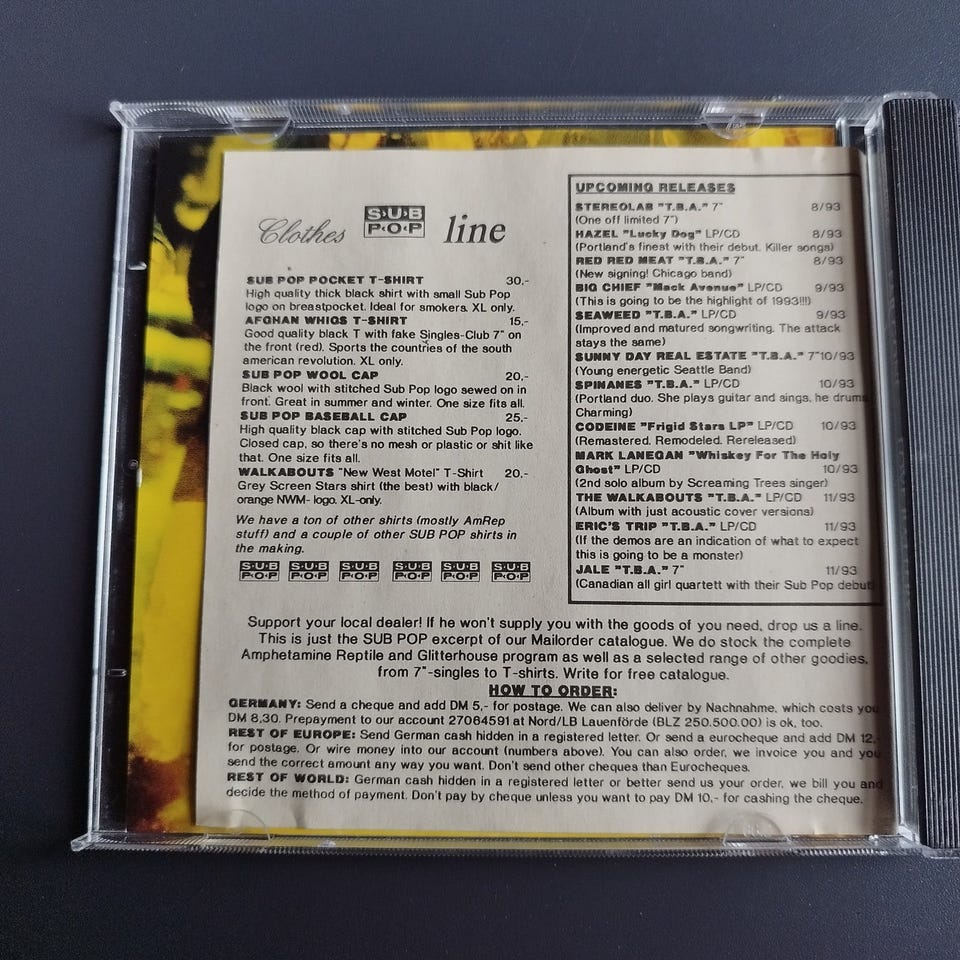 Clothes SUB POP line
SUB POP POCKET T-SHIRT 30.-
High quality thick black shirt with small Sub Pop
logo on breastpocket. Ideal for smokers. XL only.
AFGHAN WHIGS T-SHIRT 15,-
Good quality black T with fake Singles-Club 7" on
the front (red). Sports the countries of the south
american revolution. XL only.
SUB POP WOOL CAP 20,-
Black wool with stitched Sub Pop logo sewed on in
front. Great in summer and winter. One size fits all.
SUB POP BASEBALL CAP 25,-
High quality black cap with stitched Sub Pop logo.
Closed cap, so there's no mesh or plastic or shit like
that. One size fits all.
WALKABOUTS "New West Motel" T-Shirt 20,-
Grey Screen Stars shirt (the best) with black/
orange NWM- logo. XL-only.
We have a ton of other shirts (mostly AmRep
stuff) and a couple of other SUB POP shirts in
the making.
SUB POP SUB POP SUB POP SUB POP SUB POP SUB POP
UPCOMING RELEASES
STEREOLAB "T.B.A." 7" 8/93
(One off limited 7")
HAZEL "Lucky Dog" LP/CD 8/93
(Portland's finest with their debut. Killer songs)
RED RED MEAT "T.B.A." 7" 8/93
(New signing! Chicago band)
BIG CHIEF "Mack Avenue" LP/CD 9/93
(This is going to be the highlight of 1993!!!)
SEAWEED "T.B.A." LP/CD 9/93
(Improved and matured songwriting. The attack
stays the same)
SUNNY DAY REAL ESTATE "T.B.A." 7"10/93
(Young energetic Seattle Band)
SPINANES "T.B.A." LP/CD 10/93
(Portland duo. She plays guitar and sings, he drums
Charming)
CODEINE "Frigid Stars LP" LP/CD 10/93
(Remastered. Remodeled. Rereleased)
MARK LANEGAN "Whiskey For The Holy
Ghost" LP/CD 10/93
(2nd solo album by Screaming Trees singer)
THE WALKABOUTS "T.B.A." LP/CD 11/93
(Album with just acoustic cover versions)
ERIC'S TRIP "T.B.A." LP/CD 11/93
(If the demos are an indication of what to expect
this is going to be a monster)
JALE "T.B.A." 7" 11/93
(Canadian all girl quartett with their Sub Pop debut
Support your local dealer! If he won't supply you with the goods of you need, drop us a line.
This is just the SUB POP excerpt of our Mailorder catalogue. We do stock the complete
Amphetamine Reptile and Glitterhouse program as well as a selected range of other goodies.
from 7"-singles to T-shirts. Write for free catalogue.
HOW TO ORDER:
GERMANY: Send a cheque and add DM 5,- for postage. We can also deliver by Nachnahme, which costs you
DM 8,30. Prepayment to our account 27084591 at Nord/LB Lauenförde (BLZ 250.500.00) is ok, too.
REST OF EUROPE: Send German cash hidden in a registered letter. Or send a eurocheque and add DM 12,-
for postage. Or wire money into our account (numbers above). You can also order, we invoice you and you
send the correct amount any way you want. Don't send other cheques than Eurocheques.
REST OF WORLD: German cash hidden in a registered letter or better send us your order, we bill you and
decide the method of payment. Don't pay by cheque unless you want to pay DM 10,- for cashing the cheque.